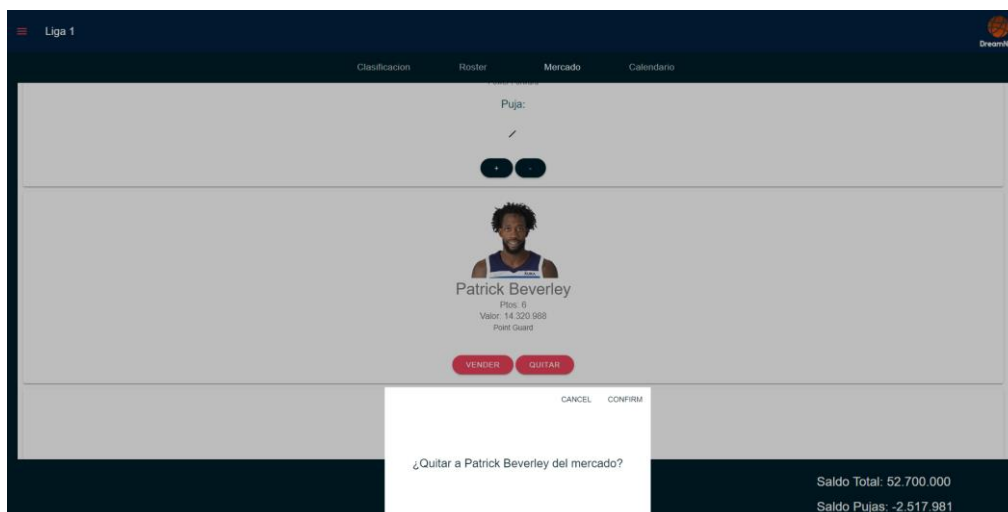 Liga 1
Clasificacion Roster Mercado Calendario
Puja:
+ -
Patrick Beverley
Ptos: 6
Valor: 14.320.988
Point Guard
VENDER QUITAR
CANCEL CONFIRM
¿Quitar a Patrick Beverley del mercado?
Saldo Total: 52.700.000
Saldo Pujas: -2.517.981